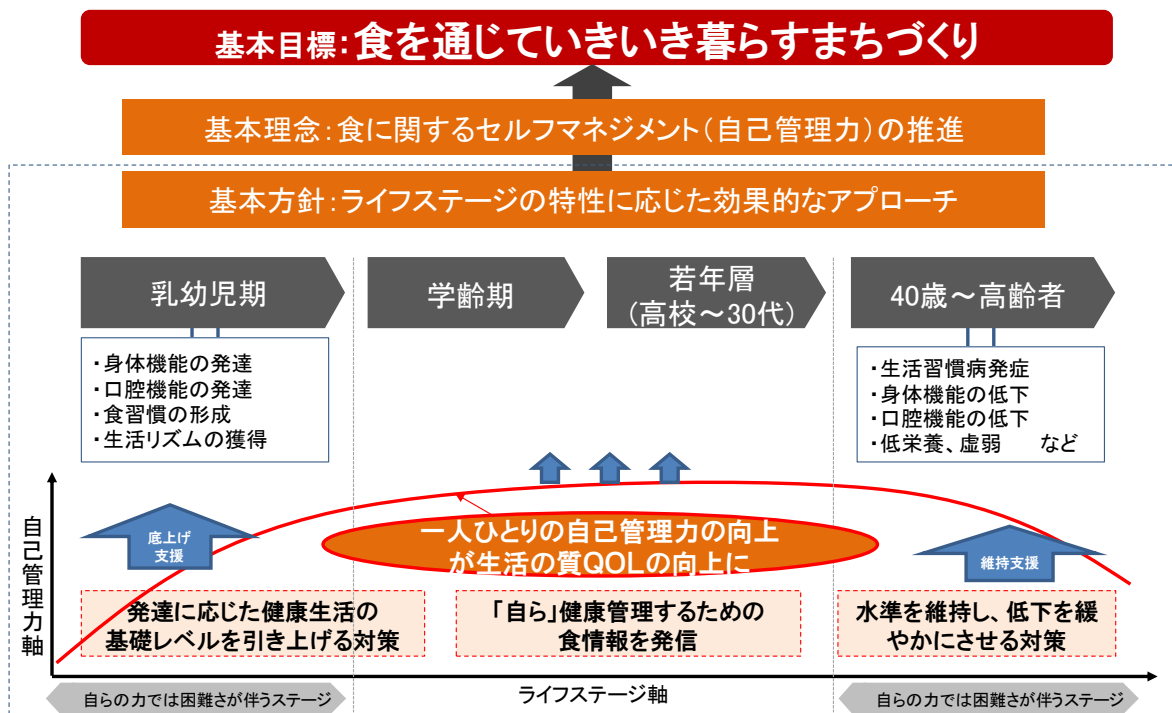 基本目標：食を通じていきいき暮らすまちづくり
基本理念：食に関するセルフマネジメント（自己管理力）の推進
基本方針：ライフステージの特性に応じた効果的なアプローチ
乳幼児期
学齢期
若年層
（高校～30代）
40歳～高齢者
・身体機能の発達
・口腔機能の発達
・食習慣の形成
・生活リズムの獲得
・生活習慣病発症
・身体機能の低下
・口腔機能の低下
・低栄養、虚弱　　など
自己管理力軸
底上げ
支援
一人ひとりの自己管理力の向上
が生活の質QOLの向上に
維持支援
発達に応じた健康生活の
基礎レベルを引き上げる対策
「自ら」健康管理するための
食情報を発信
水準を維持し、低下を緩
やかにさせる対策
自らの力では困難さが伴うステージ
ライフステージ軸
自らの力では困難さが伴うステージ